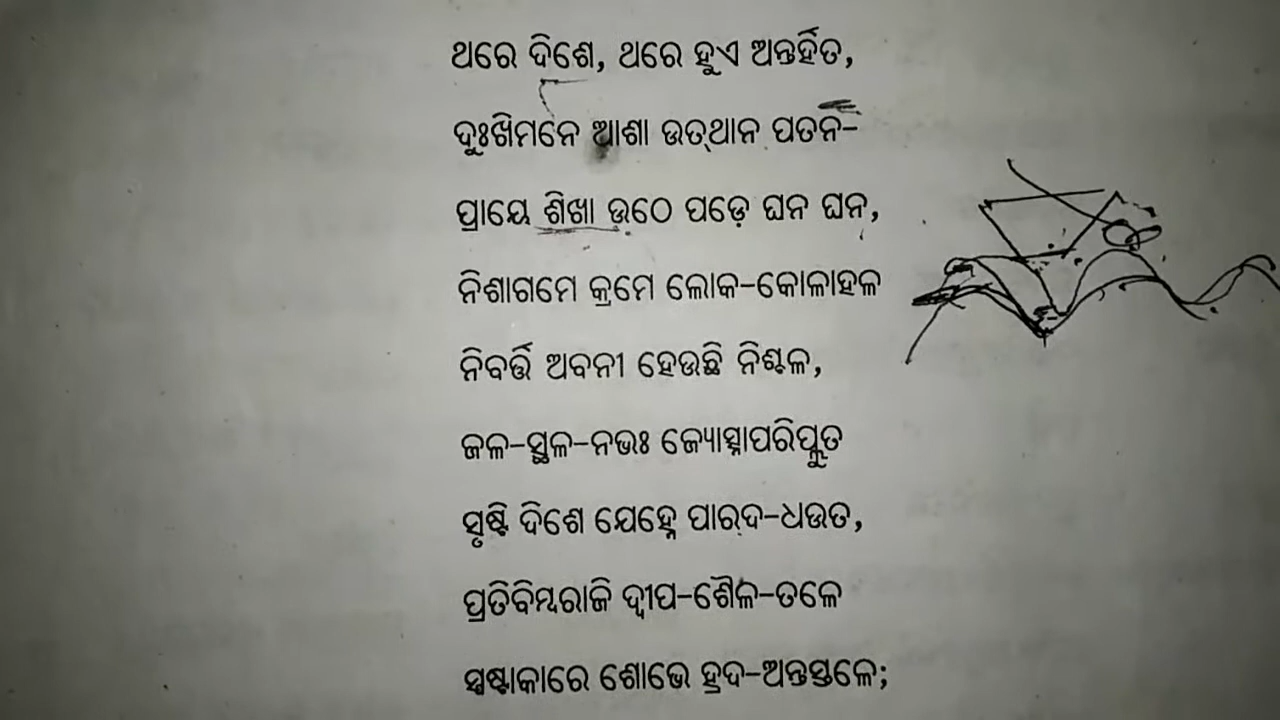 ଥରେ ଦିଶେ, ଥରେ ହୁଏ ଅନ୍ତର୍ହିତ,
ଦୁଃଖିମନେ ଆଶା ଉତ୍‌ଥାନ ପତନ-
ପ୍ରାୟେ ଶିଖା ଉଠେ ପଡ଼େ ଘନ ଘନ,
ନିଶାଗମେ କ୍ରମେ ଲୋକ-କୋଳାହଳ
ନିବର୍ତ୍ତି ଅବନୀ ହେଉଛି ନିଶ୍ଚଳ,
ଜଳ-ସ୍ଥଳ-ନଭଃ ଜ୍ୟୋତ୍ସ୍ନାପରିପ୍ଲୁତ
ସୃଷ୍ଟି ଦିଶେ ଯେହ୍ନେ ପାର୍‌ଦ-ଧଉତ,
ପ୍ରତିବିମ୍ବରାଜି ଦ୍ୱୀପ-ଶୈଳ-ତଳେ
ସ୍ପଷ୍ଟାକାରେ ଶୋଭେ ହ୍ରଦ-ଅନ୍ତସ୍ତଳେ;